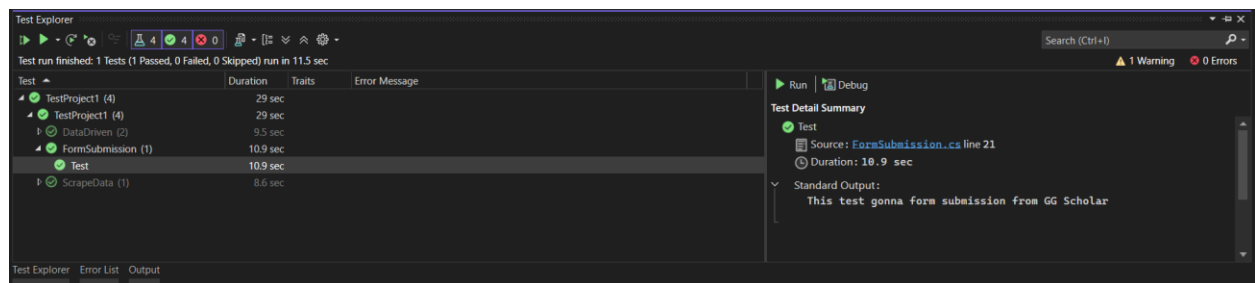 Test Explorer
4 4 0
Search (Ctrl+I)
Test run finished: 1 Tests (1 Passed, 0 Failed, 0 Skipped) run in 11.5 sec
1 Warning 0 Errors
Test Duration Traits Error Message
TestProject1 (4) 29 sec
TestProject1 (4) 29 sec
DataDriven (2) 9.5 sec
FormSubmission (1) 10.9 sec
Test 10.9 sec
ScrapeData (1) 8.6 sec
Run Debug
Test Detail Summary
Test
Source: FormSubmission.cs line 21
Duration: 10.9 sec
Standard Output:
This test gonna form submission from GG Scholar
Test Explorer Error List Output